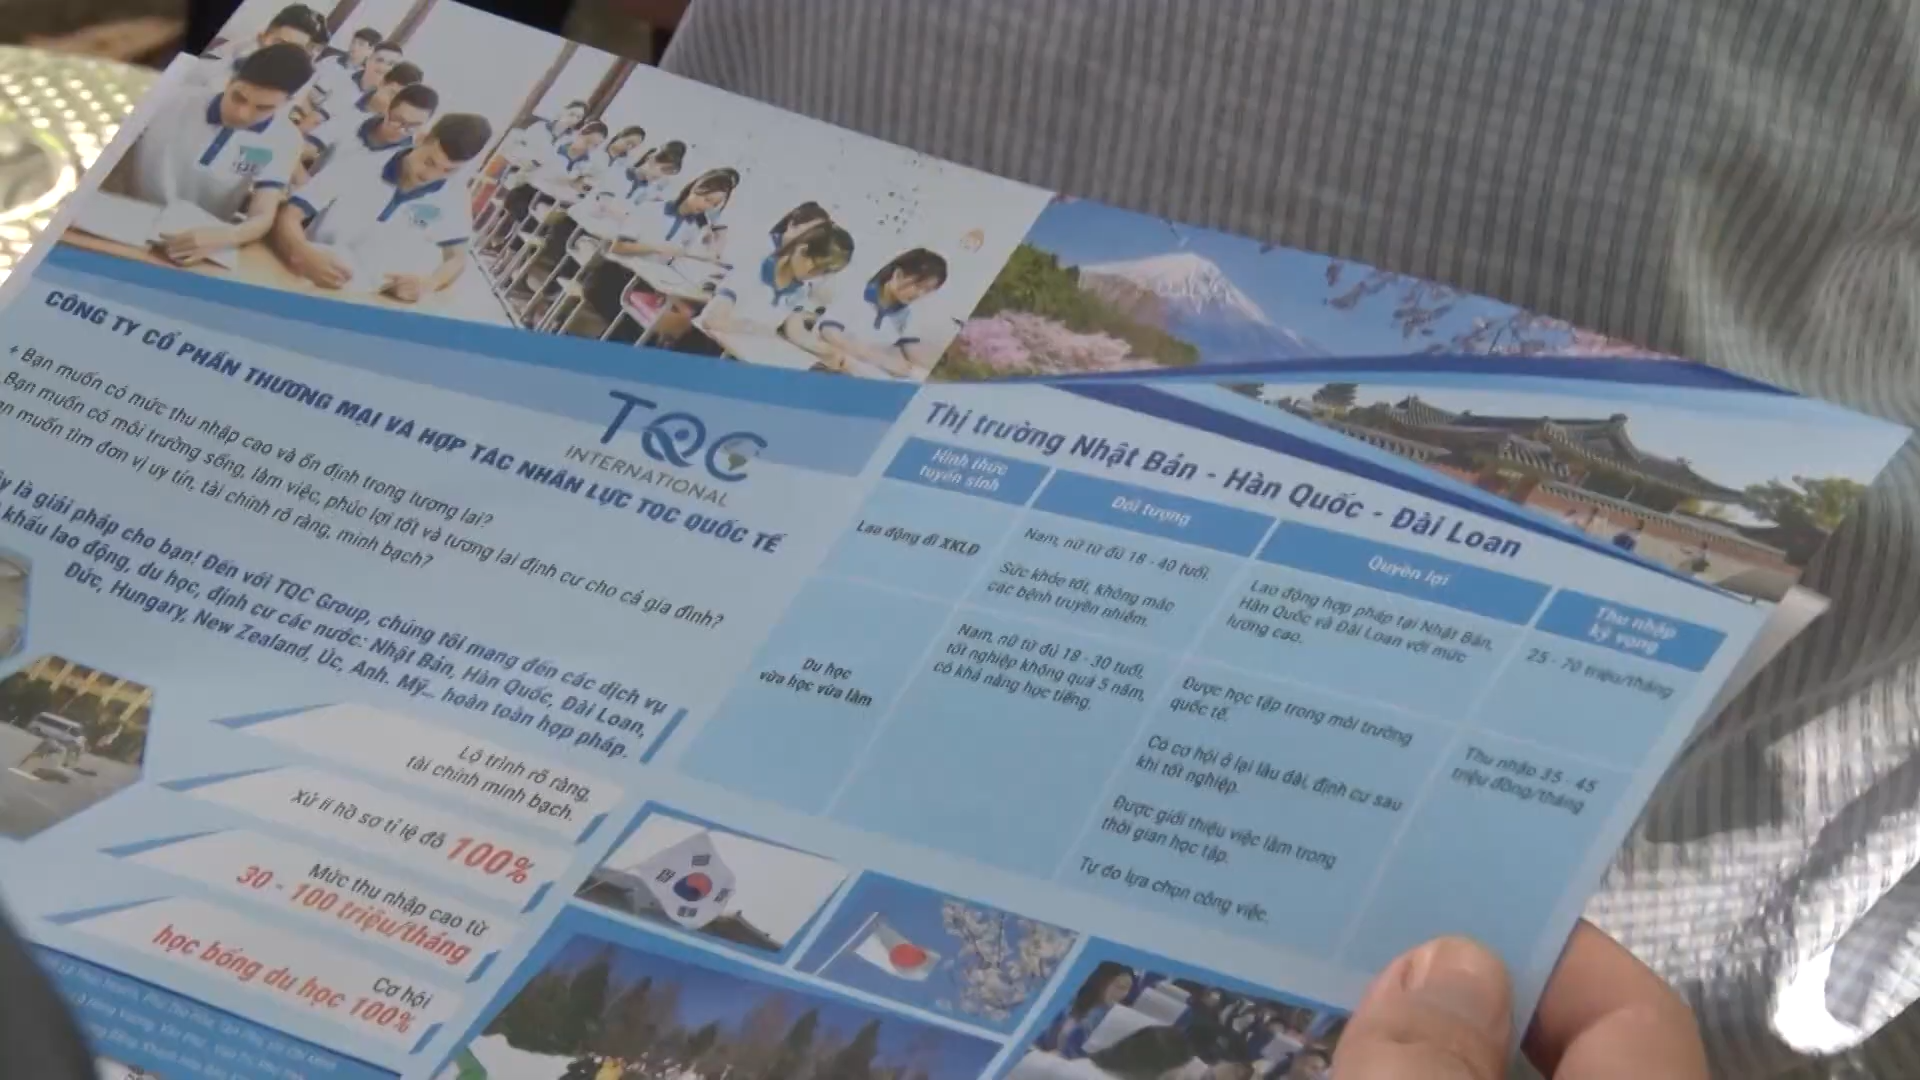 CÔNG TY CỔ PHẦN THƯƠNG MẠI VÀ HỢP TÁC NHÂN LỰC TQC QUỐC TẾ
TQC
INTERNATIONAL
+ Bạn muốn có mức thu nhập cao và ổn định trong tương lai?
Bạn muốn có môi trường sống, làm việc, phúc lợi tốt và tương lai định cư cho cả gia đình?
muốn tìm đơn vị uy tín, tài chính rõ ràng, minh bạch?
là giải pháp cho bạn! Đến với TQC Group, chúng tôi mang đến các dịch vụ
khẩu lao động, du học, định cư các nước: Nhật Bản, Hàn Quốc, Đài Loan,
Đức, Hungary, New Zealand, Úc, Anh. Mỹ... hoàn toàn hợp pháp.
Lộ trình rõ ràng,
tài chính minh bạch.
Xử lí hồ sơ tỉ lệ đỗ 100%
Mức thu nhập cao từ
30 - 100 triệu/tháng
Cơ hội
học bổng du học 100%
Thị trường Nhật Bản - Hàn Quốc - Đài Loan
Hình thức
tuyển sinh
Đối tượng
Quyền lợi
Thu nhập
kỳ vọng
Lao động đi XKLĐ
Nam, nữ từ đủ 18 - 40 tuổi.
Sức khỏe tốt, không mắc
các bệnh truyền nhiễm.
Lao động hợp pháp tại Nhật Bản,
Hàn Quốc và Đài Loan với mức
lương cao.
25 - 70 triệu/tháng
Du học
vừa học vừa làm
Nam, nữ từ đủ 18 - 30 tuổi,
tốt nghiệp không quá 5 năm,
có khả năng học tiếng.
Được học tập trong môi trường
quốc tế.
Có cơ hội ở lại lâu dài, định cư sau
khi tốt nghiệp.
Được giới thiệu việc làm trong
thời gian học tập.
Tự do lựa chọn công việc.
Thu nhập 35 - 45
triệu đồng/tháng